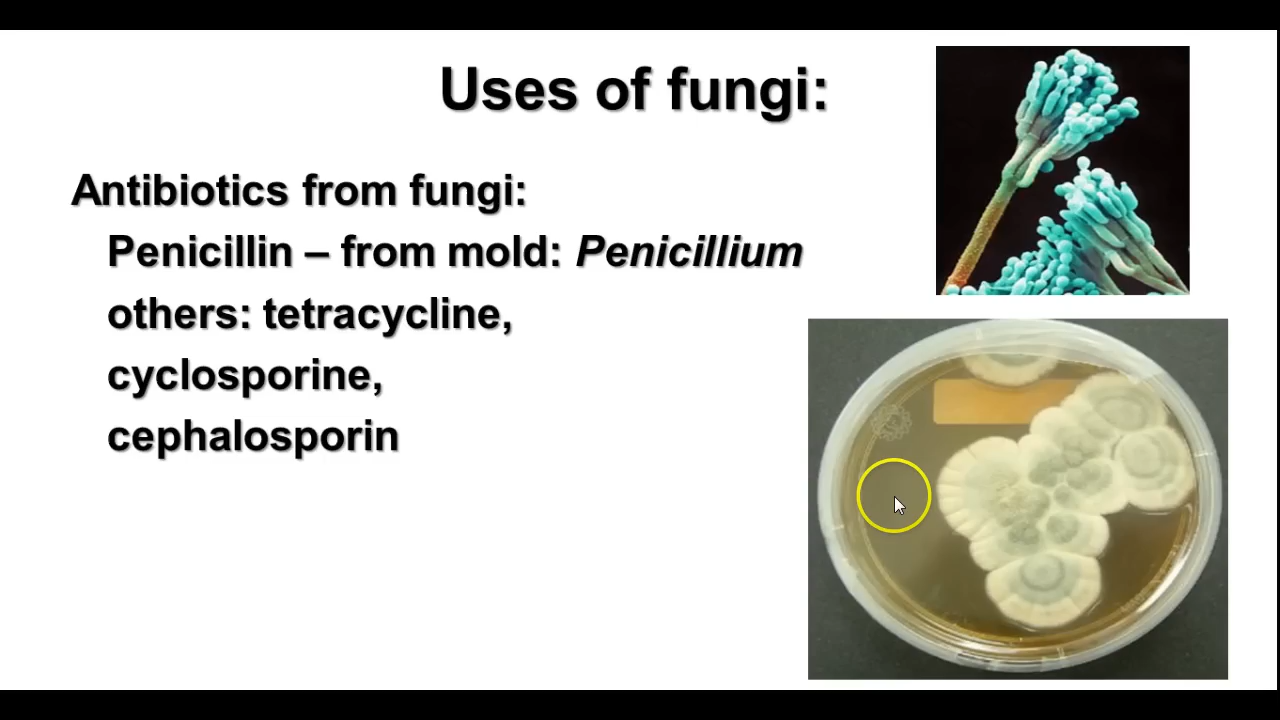 Uses of fungi:
Antibiotics from fungi:
Penicillin – from mold: Penicillium
others: tetracycline,
cyclosporine,
cephalosporin